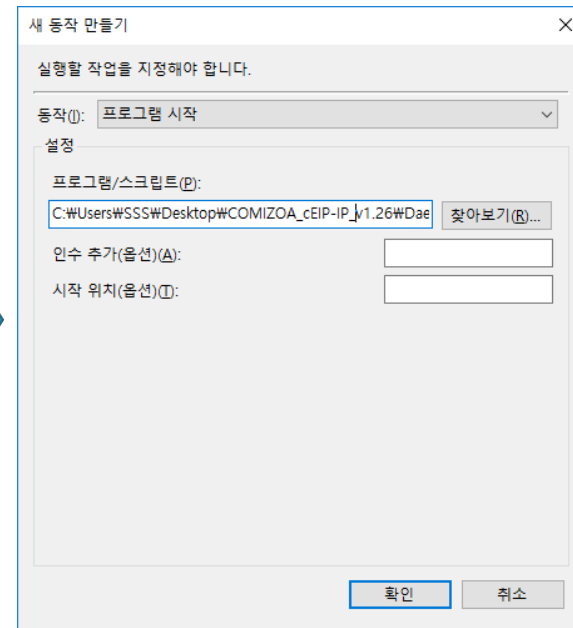 새 동작 만들기
실행할 작업을 지정해야 합니다.
동작(I): 프로그램 시작
설정
프로그램/스크립트(P):
C:₩Users₩SSS₩Desktop₩COMIZOA_cEIP-IP_v1.26₩Dae 찾아보기(R)...
인수 추가(옵션)(A):
시작 위치(옵션)(T):
확인 취소